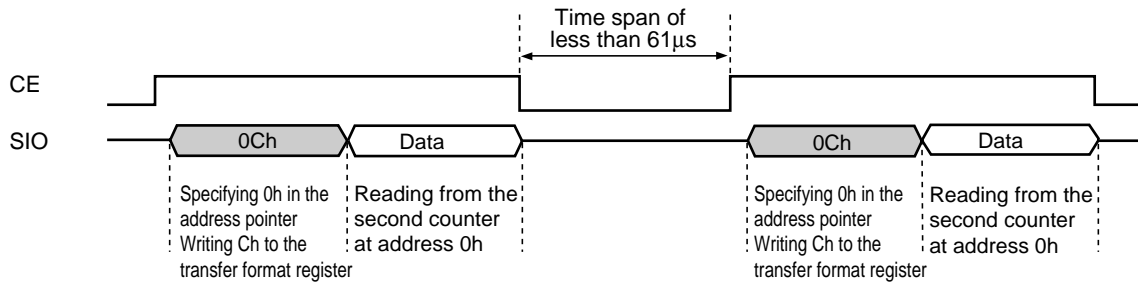 Time span of
less than 61μs
CE
SIO
0Ch
Data
0Ch
Data
Specifying 0h in the
address pointer
Writing Ch to the
transfer format register
Reading from the
second counter
at address 0h
Specifying 0h in the
address pointer
Writing Ch to the
transfer format register
Reading from the
second counter
at address 0h